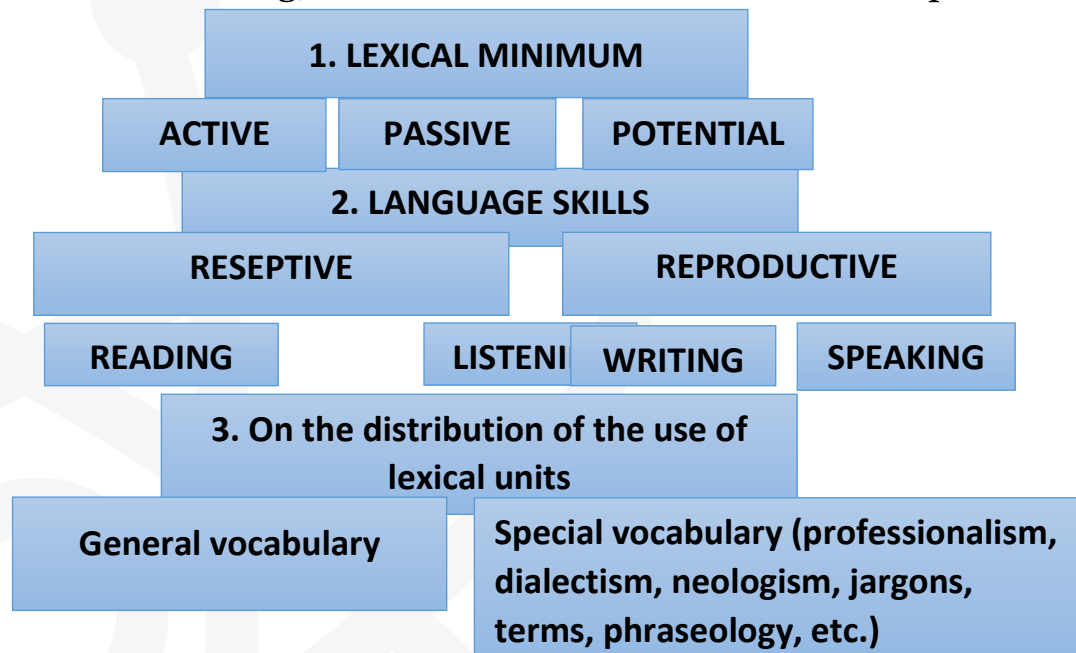 1. LEXICAL MINIMUM
ACTIVE PASSIVE POTENTIAL
2. LANGUAGE SKILLS
RESEPTIVE REPRODUCTIVE
READING LISTENI WRITING SPEAKING
3. On the distribution of the use of
lexical units
General vocabulary
Special vocabulary (professionalism,
dialectism, neologism, jargons,
terms, phraseology, etc.)